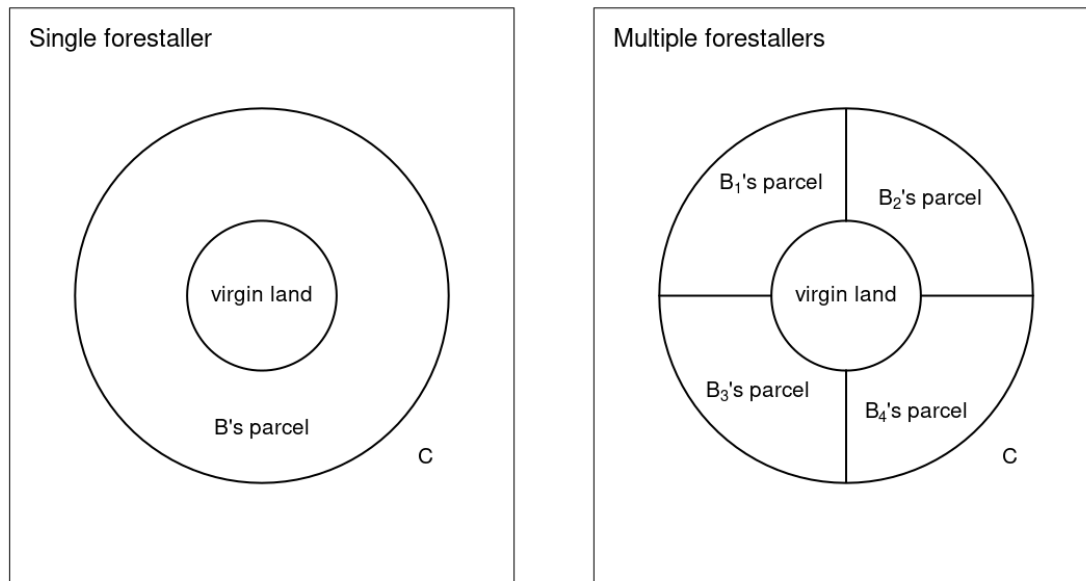 Single forestaller
virgin land
B's parcel
C
Multiple forestallers
B₁'s parcel
B₂'s parcel
virgin land
B₃'s parcel
B₄'s parcel
C